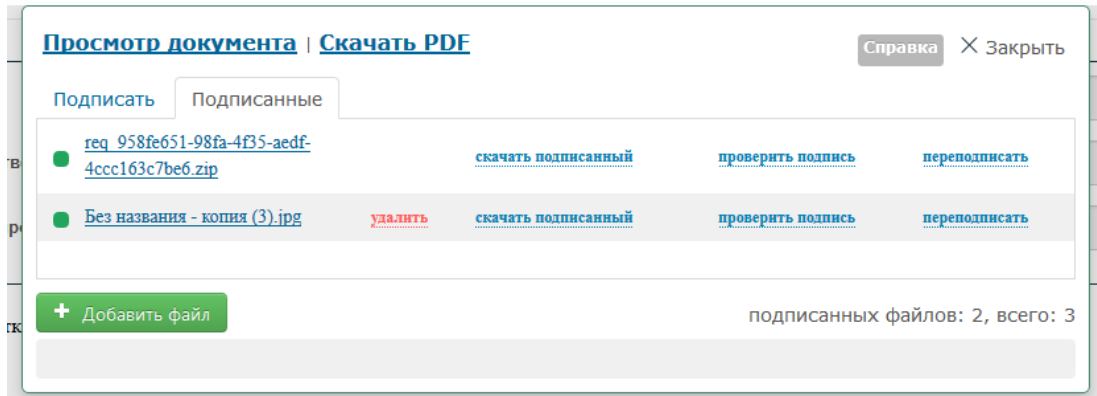 Просмотр документа | Скачать PDF
Справка × Закрыть
Подписать Подписанные
req_958fe651-98fa-4f35-aedf-
4ccc163c7be6.zip
скачать подписанный проверить подпись переподписать
Без названия - копия (3).jpg удалить скачать подписанный проверить подпись переподписать
+ Добавить файл
подписанных файлов: 2, всего: 3